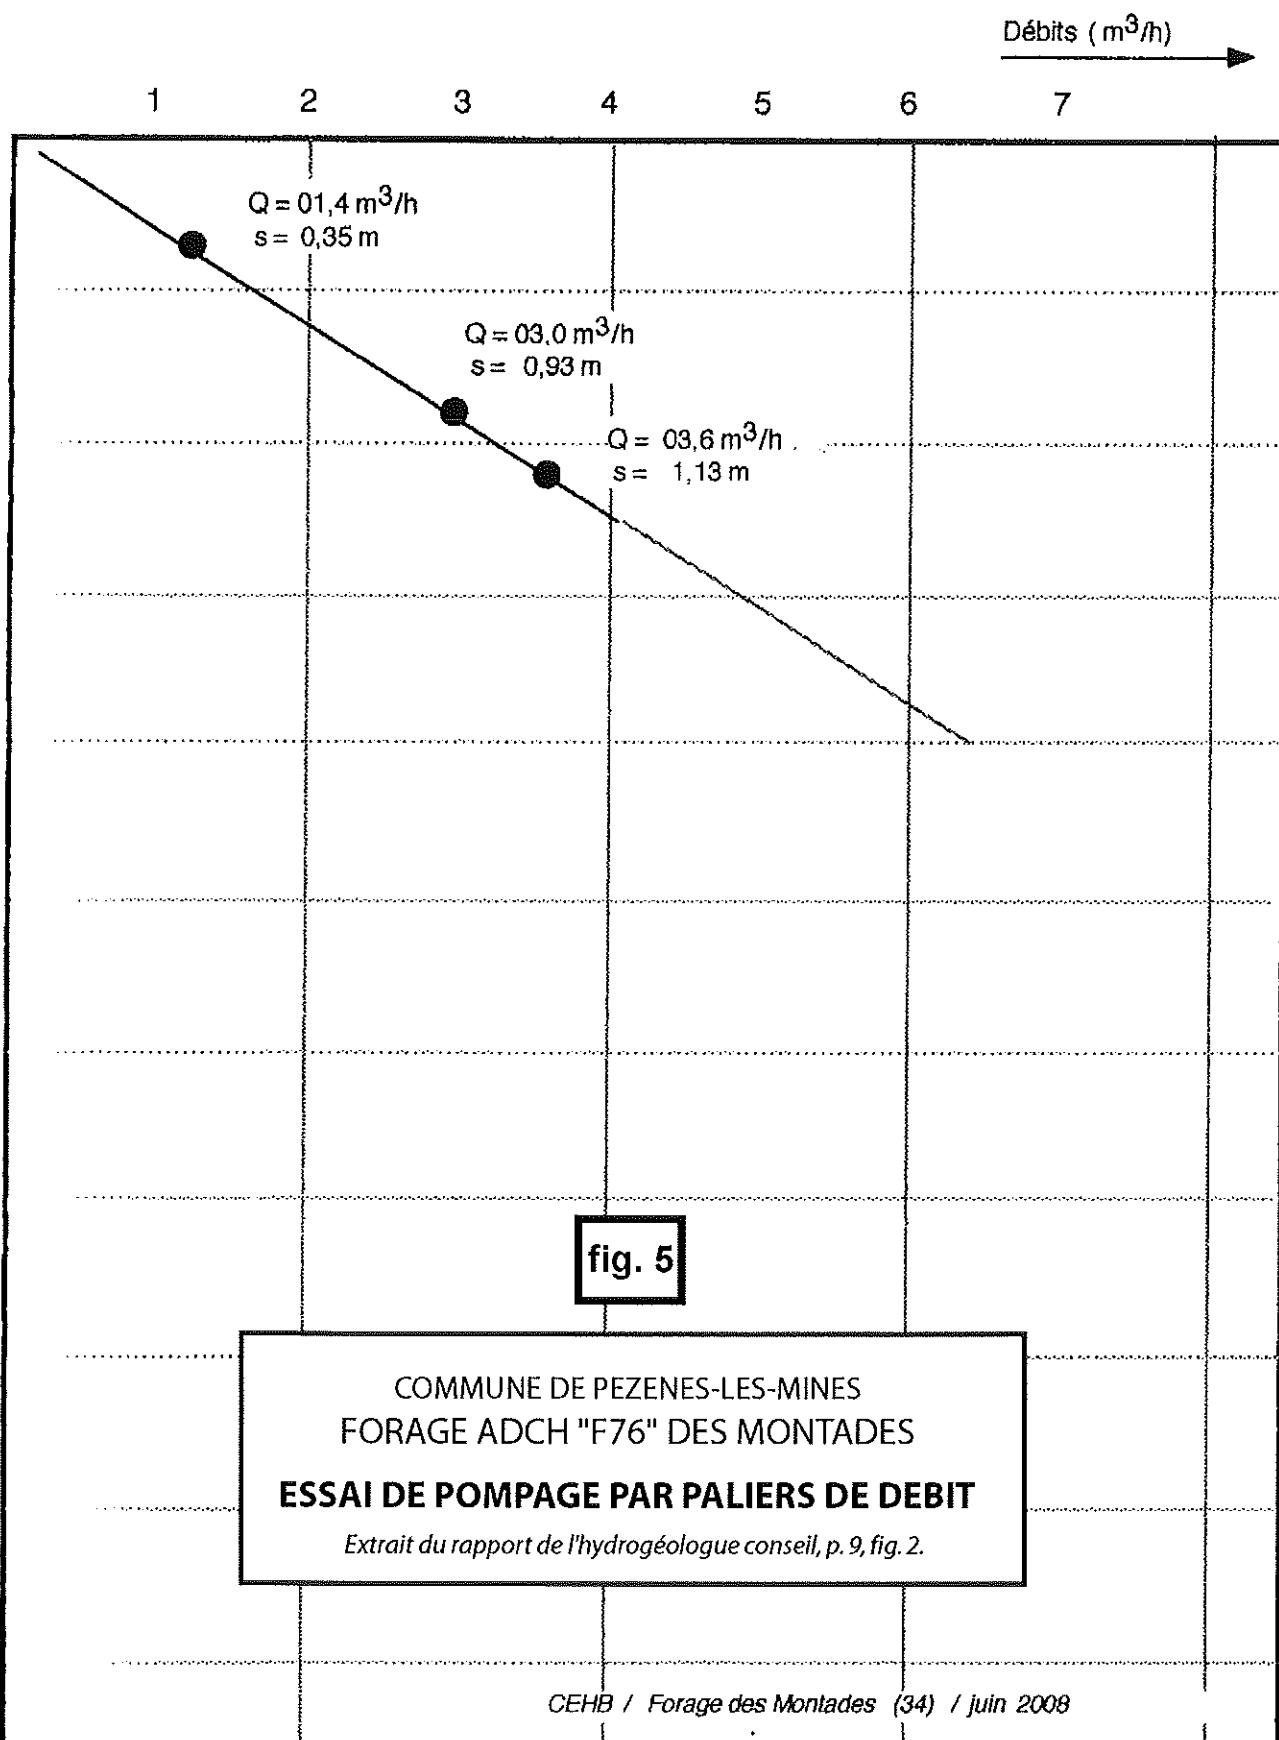 Débits ( m³/h)
1 2 3 4 5 6 7
Q = 01,4 m³/h
s = 0,35 m
Q = 03,0 m³/h
s = 0,93 m
Q = 03,6 m³/h
s = 1,13 m
fig. 5
COMMUNE DE PEZENES-LES-MINES
FORAGE ADCH "F76" DES MONTADES
ESSAI DE POMPAGE PAR PALIERS DE DEBIT
Extrait du rapport de l'hydrogéologue conseil, p. 9, fig. 2.
CEHB / Forage des Montades (34) / juin 2008